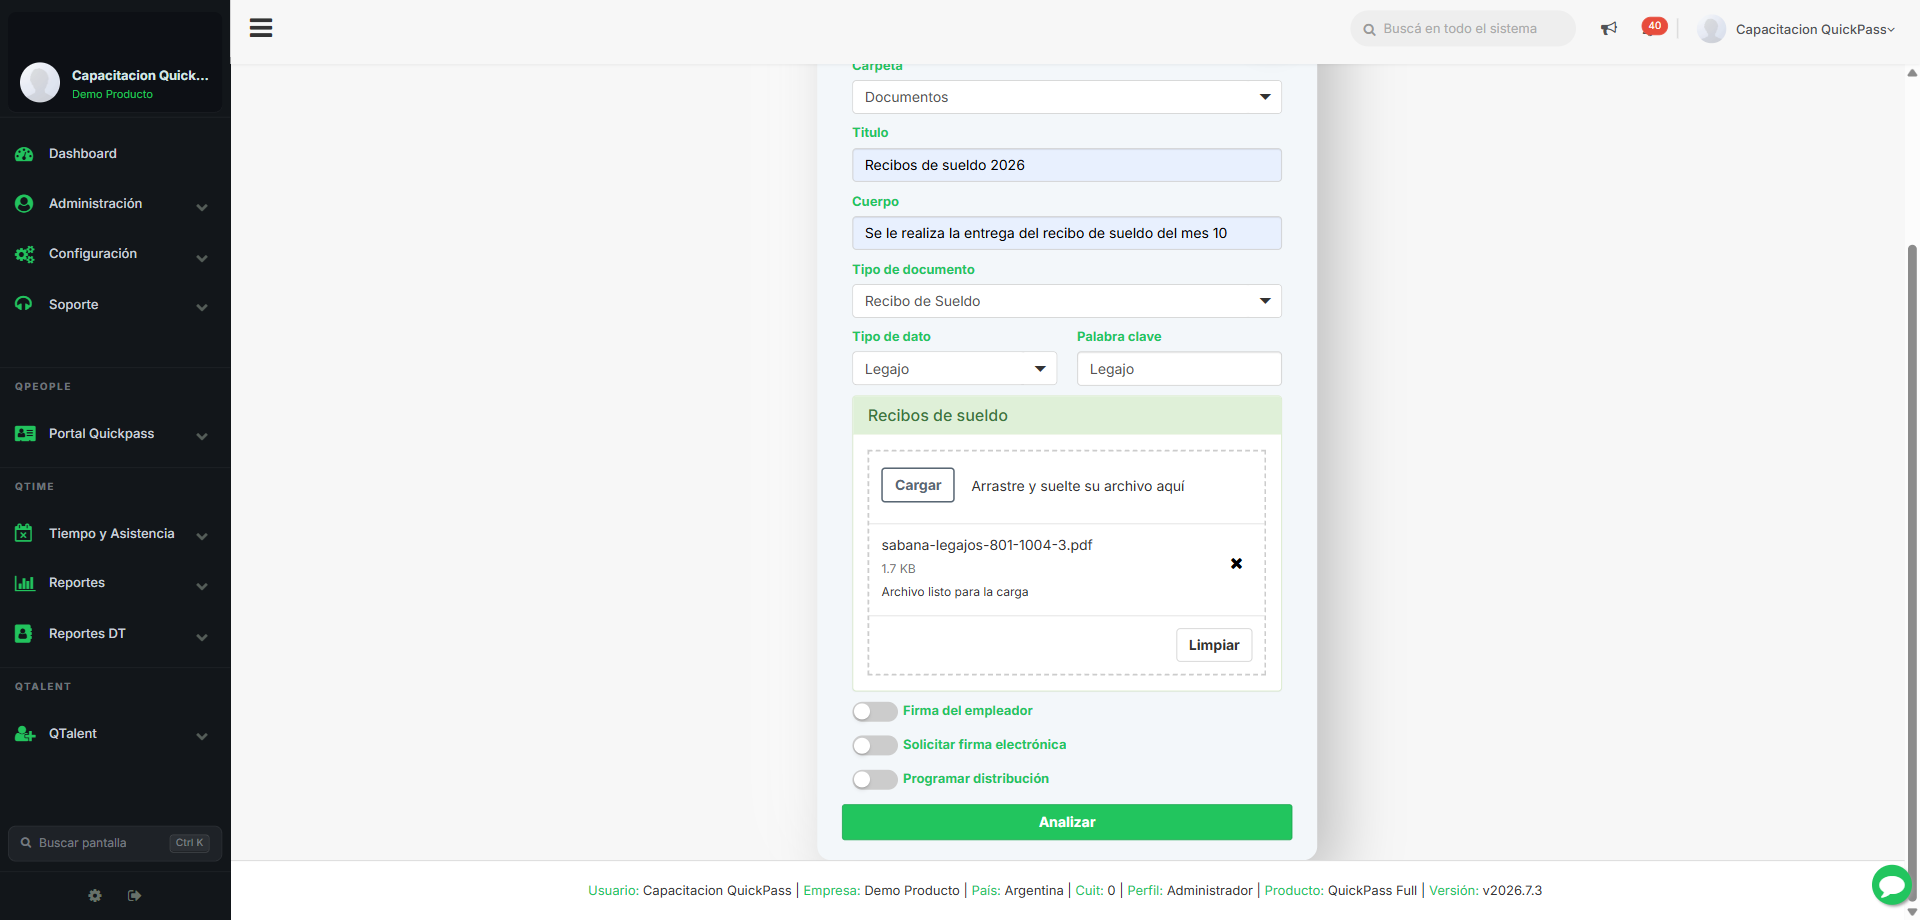 Capacitacion Quick...
Demo Producto
Dashboard
Administración
Configuración
Soporte
QPEOPLE
Portal Quickpass
QTIME
Tiempo y Asistencia
Reportes
Reportes DT
QTALENT
QTalent
Buscar pantalla
Ctrl K
Buscá en todo el sistema
40
Capacitacion QuickPass
Carpeta
Documentos
Titulo
Recibos de sueldo 2026
Cuerpo
Se le realiza la entrega del recibo de sueldo del mes 10
Tipo de documento
Recibo de Sueldo
Tipo de dato
Palabra clave
Legajo
Legajo
Recibos de sueldo
Cargar
Arrastre y suelte su archivo aquí
sabana-legajos-801-1004-3.pdf
1.7 KB
Archivo listo para la carga
Limpiar
Firma del empleador
Solicitar firma electrónica
Programar distribución
Analizar
Usuario: Capacitacion QuickPass | Empresa: Demo Producto | País: Argentina | Cuit: 0 | Perfil: Administrador | Producto: QuickPass Full | Versión: v2026.7.3